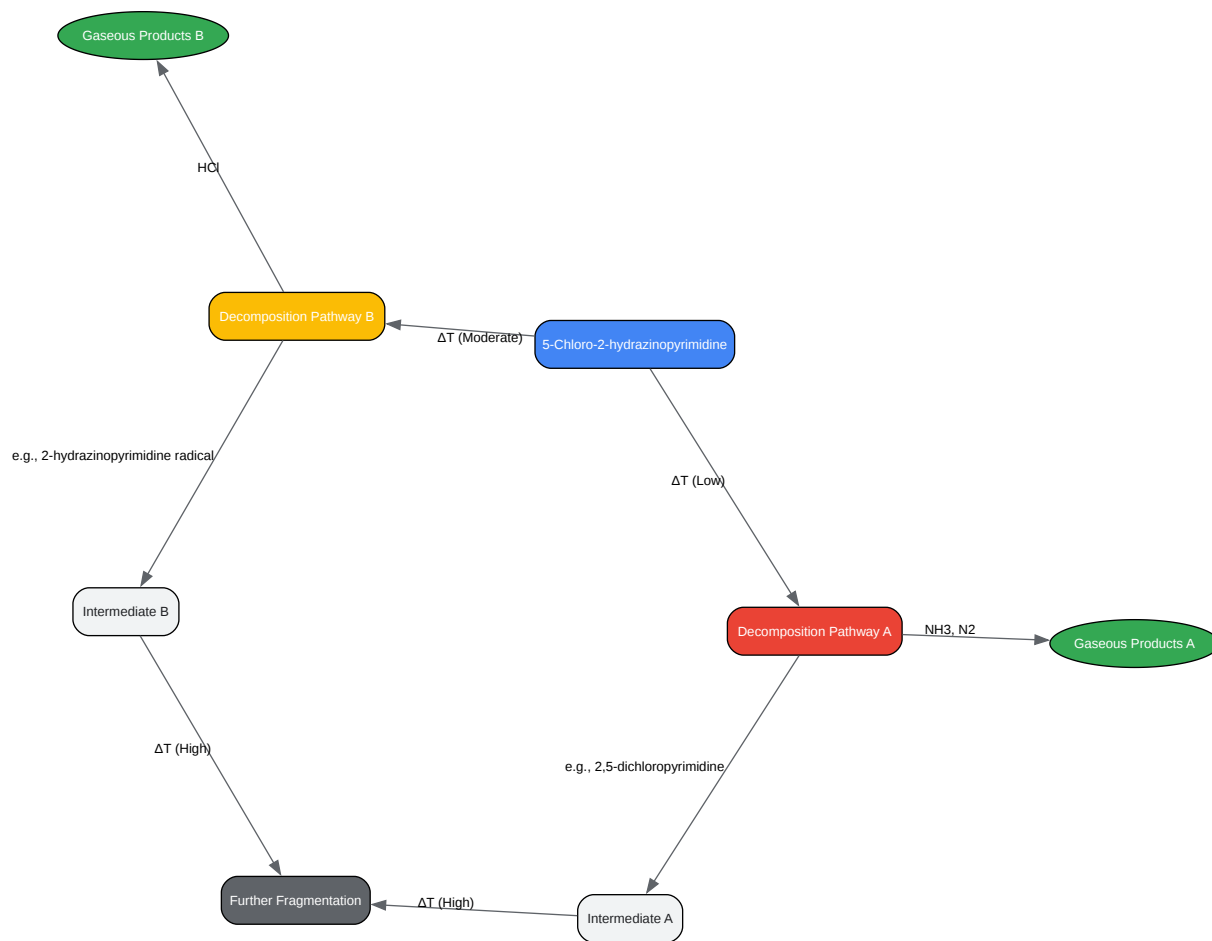 Gaseous Products B
HCl
Decomposition Pathway B
ΔT (Moderate)
5-Chloro-2-hydrazinopyrimidine
e.g., 2-hydrazinopyrimidine radical
ΔT (Low)
Intermediate B
Decomposition Pathway A
NH3, N2
Gaseous Products A
ΔT (High)
e.g., 2,5-dichloropyrimidine
Further Fragmentation
ΔT (High)
Intermediate A